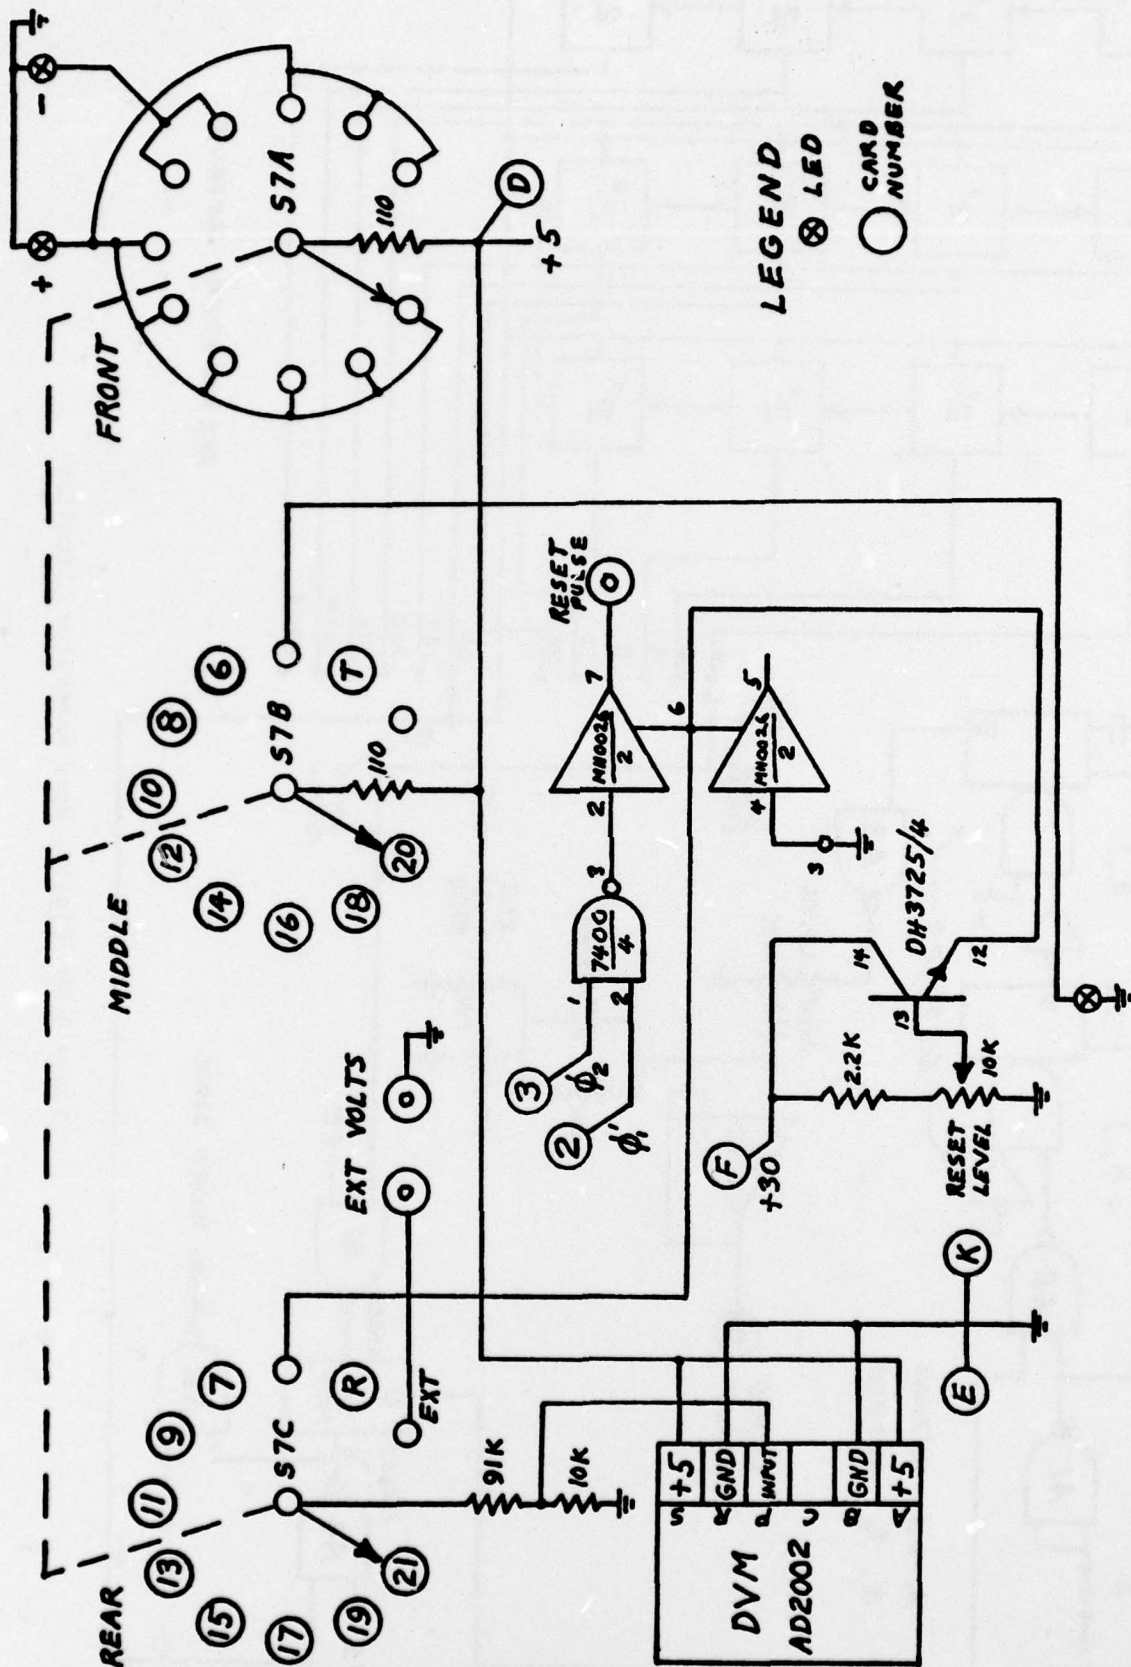 REAR
MIDDLE
FRONT
+
-
S7C
S7B
S7A
7
9
11
13
15
17
19
21
R
EXT
6
8
10
12
14
16
18
20
T
110
110
D
+5
EXT VOLTS
91K
10K
DVM
AD2002
S +5
R GND
P INPUT
C
B GND
A +5
E
K
3
ϕ2
2
ϕ1
1
2
7400
4
3
2
MH0026
2
7
RESET
PULSE
6
4
MH0026
2
5
3
F
+30
2.2K
10K
RESET
LEVEL
13
14
12
DH3725/4
LEGEND
LED
CARD
NUMBER